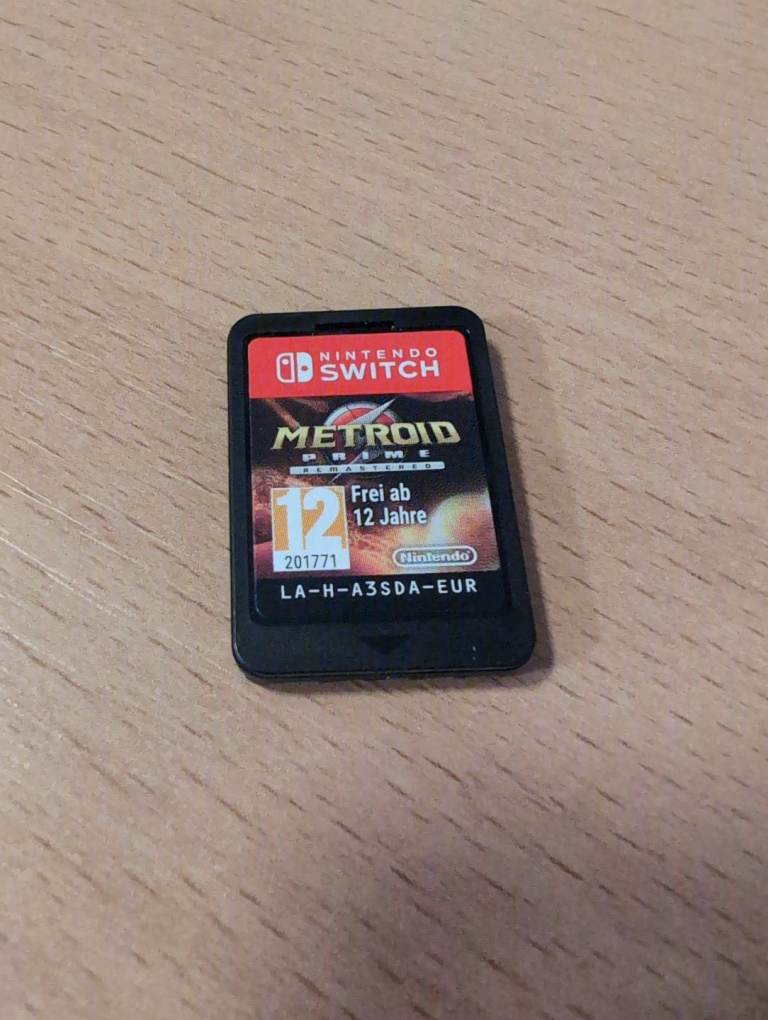 NINTENDO
SWITCH
METROID
PRIME
REMASTERED
12
201771
Frei ab
12 Jahre
Nintendo
LA-H-A3SDA-EUR